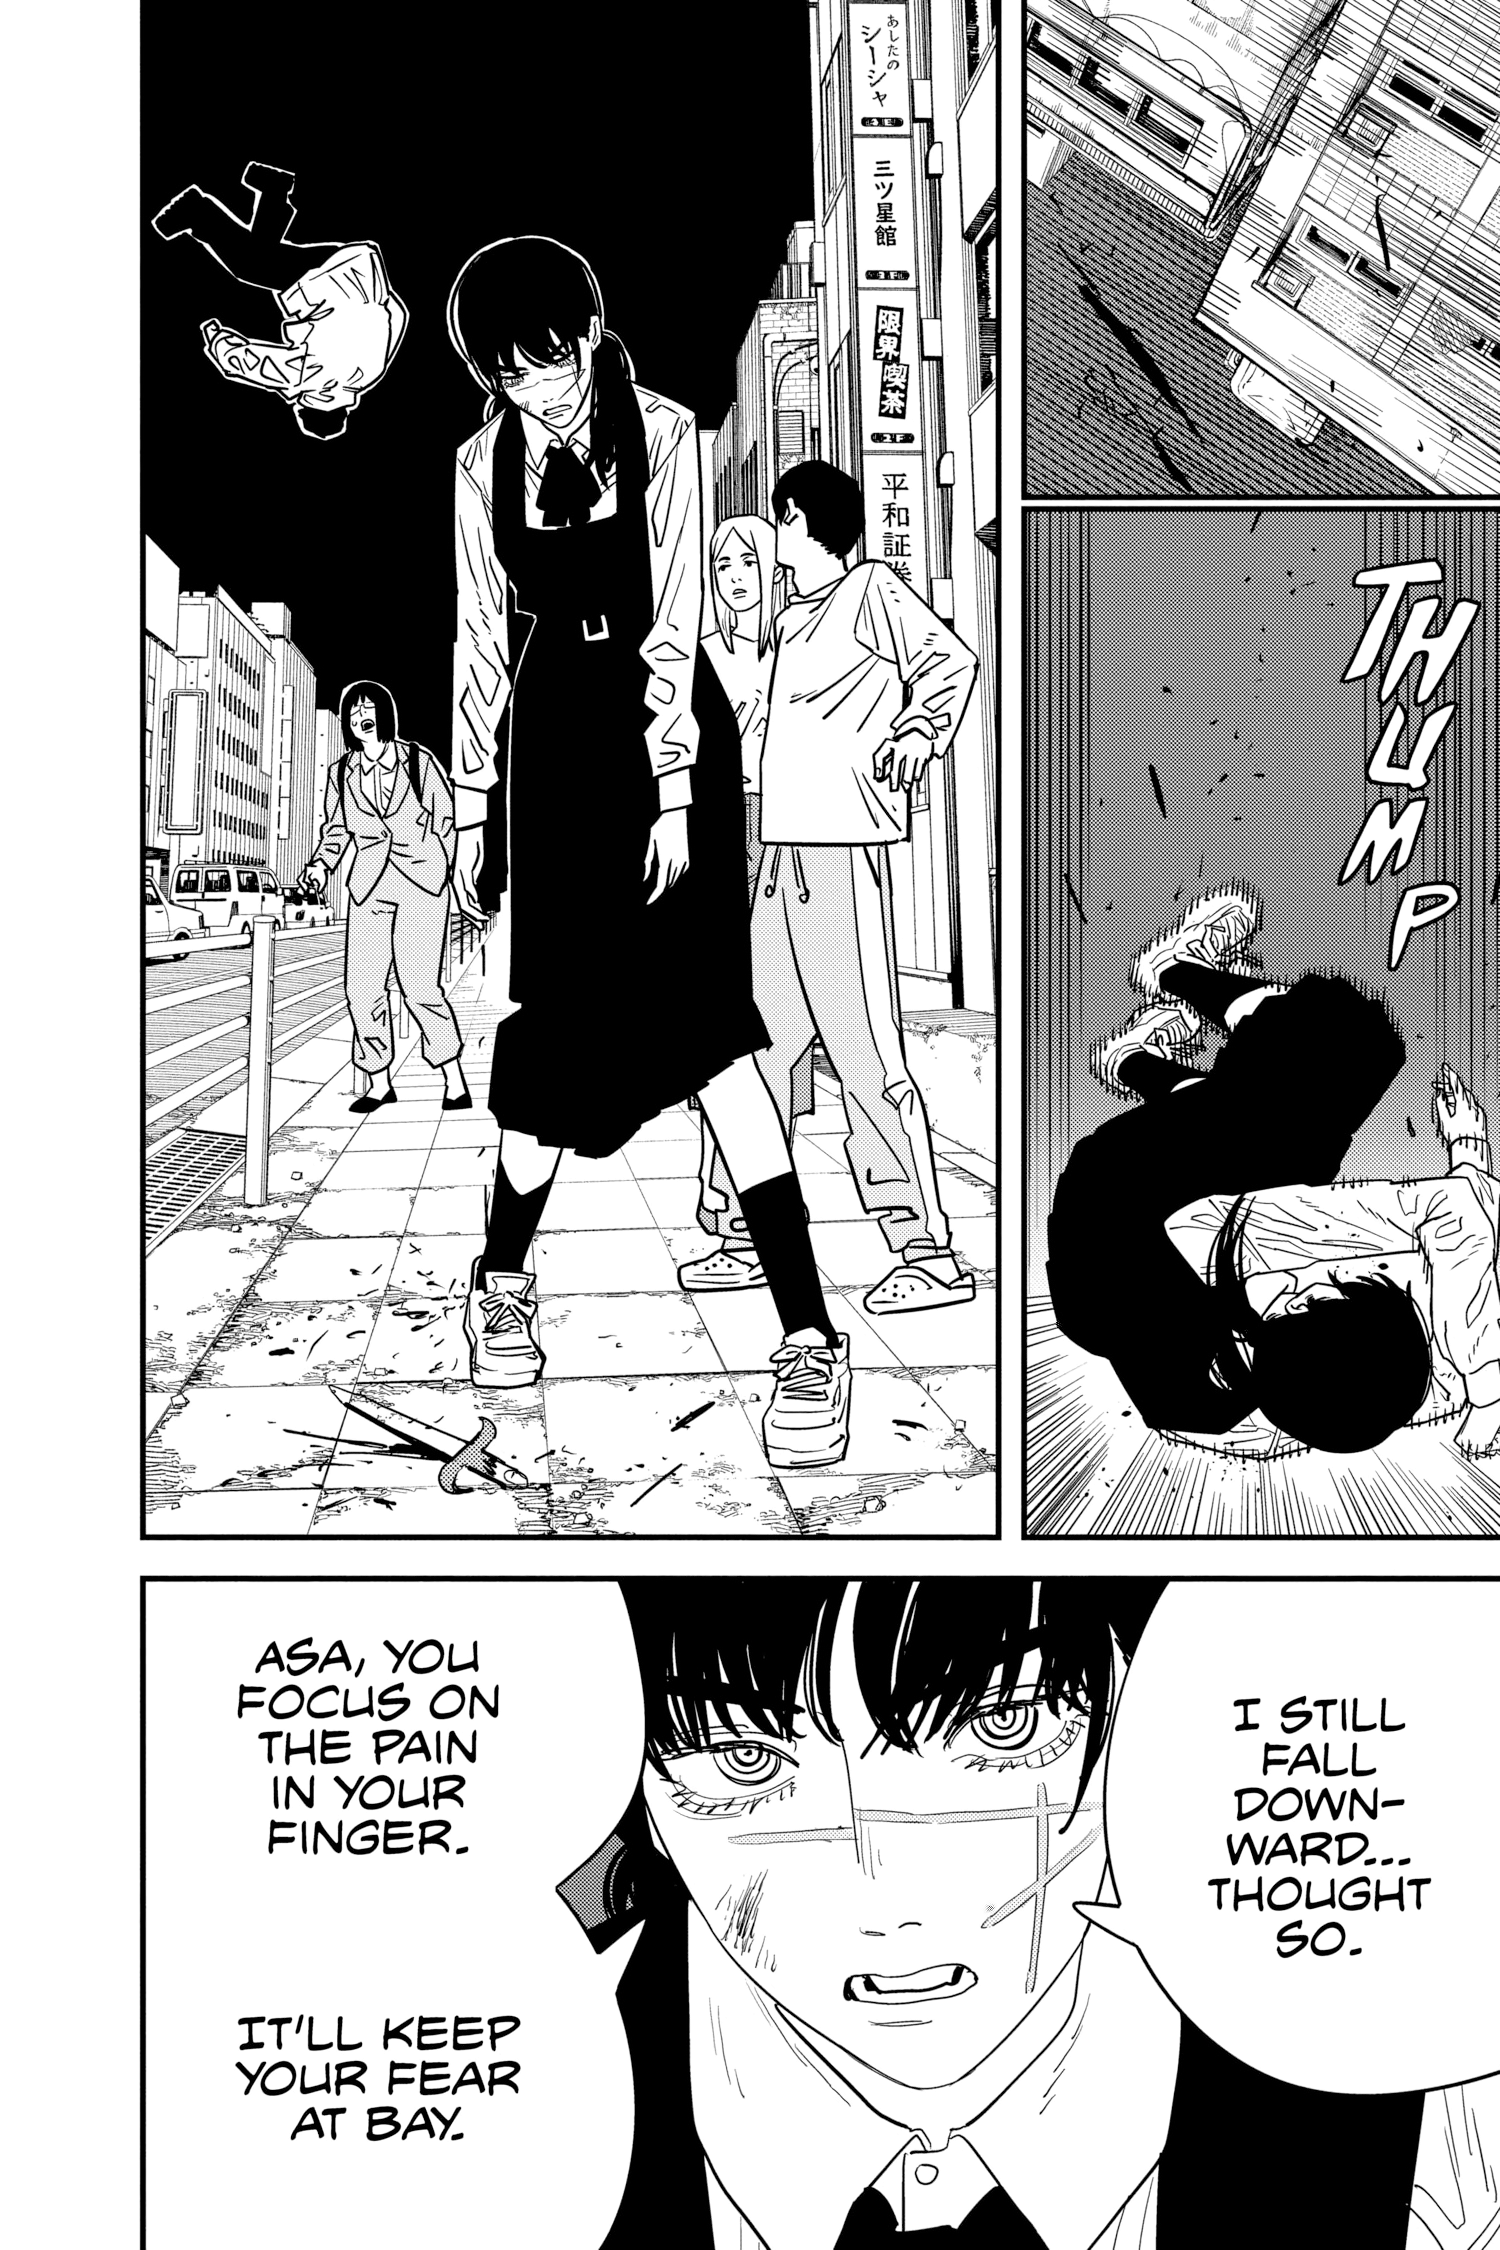 THUMP
あしたの
シーシャ
三ツ星館
限界
喫茶
平和証券
I STILL
FALL
DOWN-
WARD...
THOUGHT
SO.
ASA, YOU
FOCUS ON
THE PAIN
IN YOUR
FINGER.
IT'LL KEEP
YOUR FEAR
AT BAY.